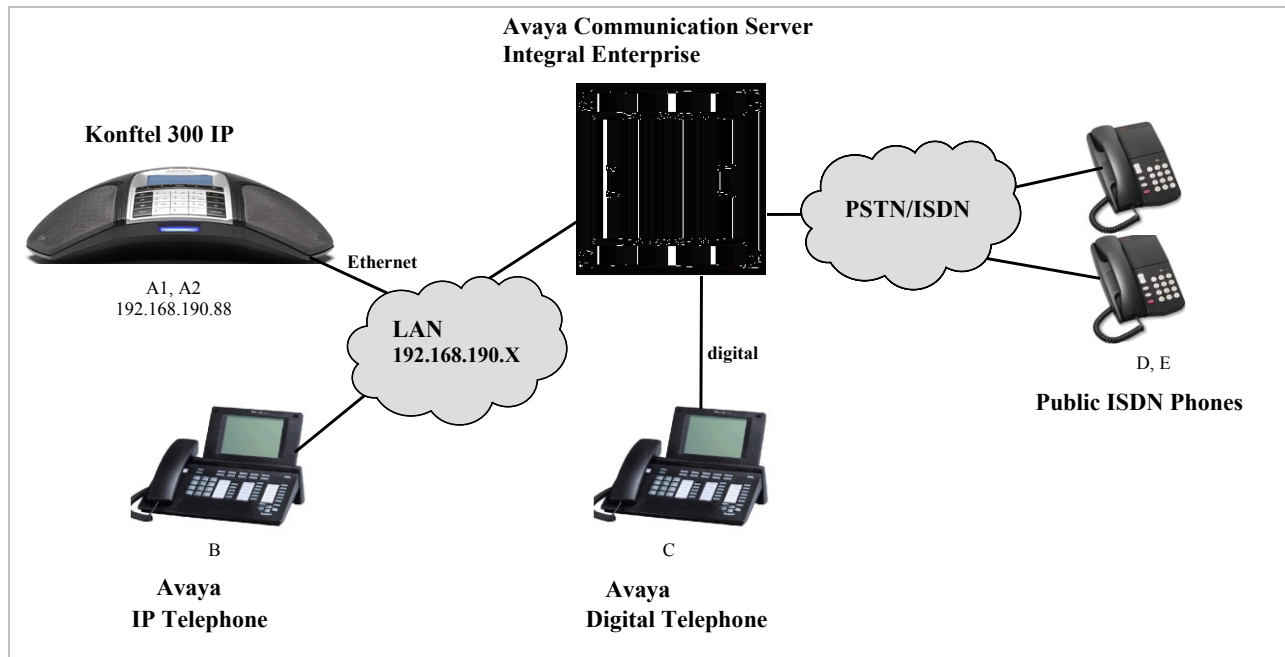 Avaya Communication Server
Integral Enterprise
Konftel 300 IP
Ethernet
A1, A2
192.168.190.88
LAN
192.168.190.X
PSTN/ISDN
digital
D, E
Public ISDN Phones
B
Avaya
IP Telephone
C
Avaya
Digital Telephone